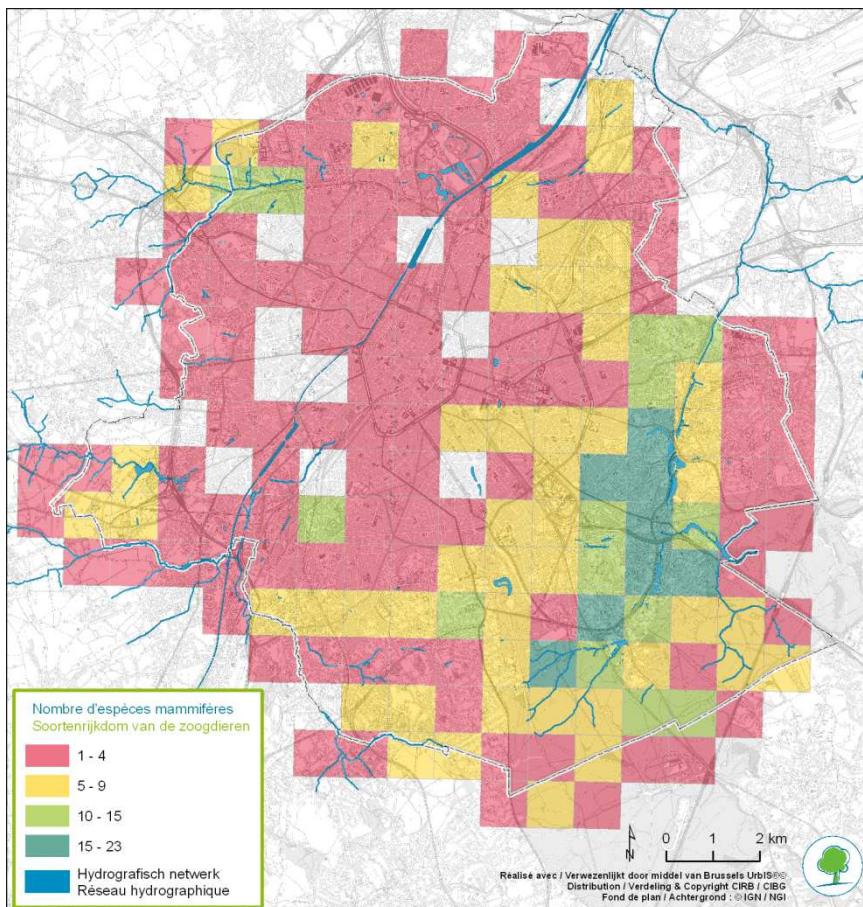 Nombre d'espèces mammiféres
Soortenrijkdom van de zoogdieren
1 - 4
5 - 9
10 - 15
15 - 23
Hydrografisch netwerk
Réseau hydrographique
N
0 1 2 km
Réalisé avec / Verwezenlijkt door middel van Brussels UrbIS®©
Distribution / Verdeling & Copyright CIRB / CIBG
Fond de plan / Achtergrond : © IGN / NGI